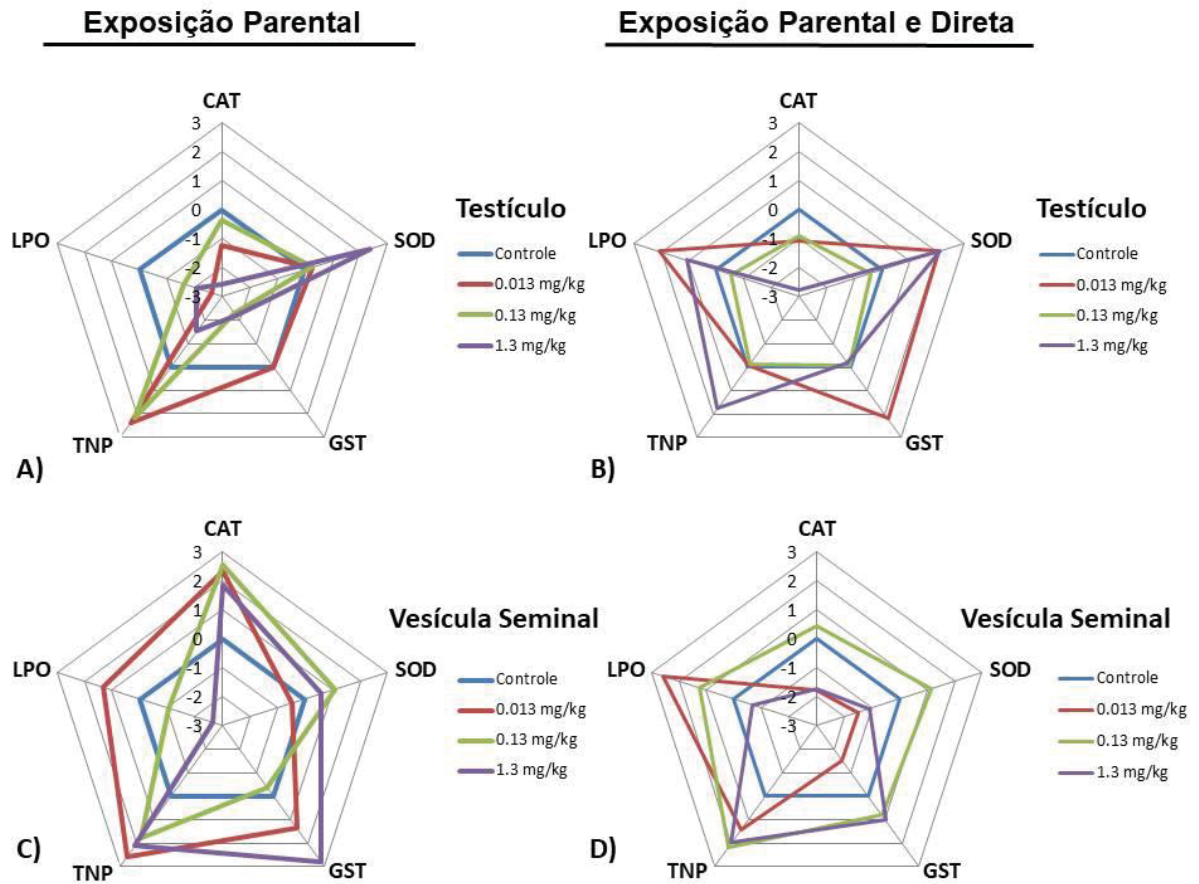 Exposição Parental
Exposição Parental e Direta
CAT
3
2
1
0
-1
-2
-3
LPO
SOD
TNP
GST
Testículo
Controle
0.013 mg/kg
0.13 mg/kg
1.3 mg/kg
A)
CAT
3
2
1
0
-1
-2
-3
LPO
SOD
TNP
GST
Testículo
Controle
0.013 mg/kg
0.13 mg/kg
1.3 mg/kg
B)
CAT
3
2
1
0
-1
-2
-3
LPO
SOD
TNP
GST
Vesícula Seminal
Controle
0.013 mg/kg
0.13 mg/kg
1.3 mg/kg
C)
CAT
3
2
1
0
-1
-2
-3
LPO
SOD
TNP
GST
Vesícula Seminal
Controle
0.013 mg/kg
0.13 mg/kg
1.3 mg/kg
D)